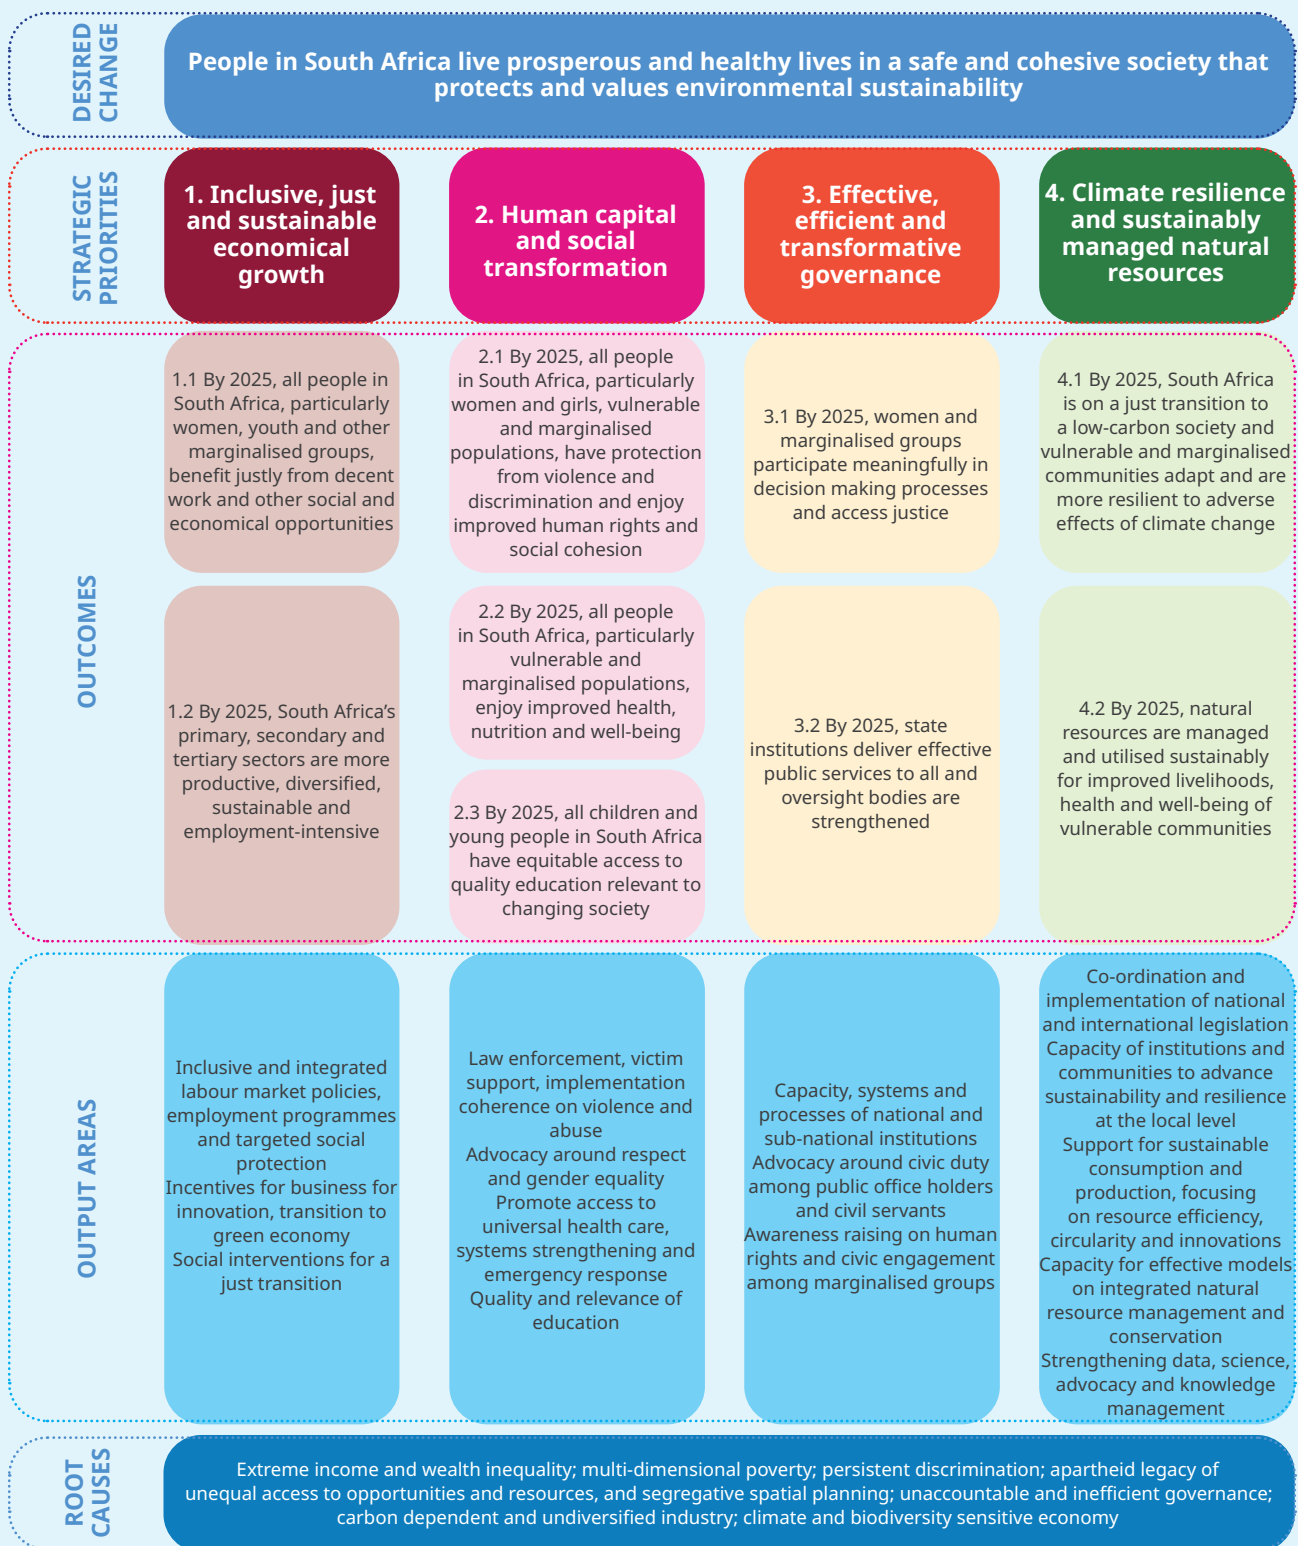 DESIRED
CHANGE
People in South Africa live prosperous and healthy lives in a safe and cohesive society that
protects and values environmental sustainability
STRATEGIC
PRIORITIES
1. Inclusive, just
and sustainable
economical
growth
2. Human capital
and social
transformation
3. Effective,
efficient and
transformative
governance
4. Climate resilience
and sustainably
managed natural
resources
OUTCOMES
1.1 By 2025, all people in
South Africa, particularly
women, youth and other
marginalised groups,
benefit justly from decent
work and other social and
economical opportunities
2.1 By 2025, all people
in South Africa, particularly
women and girls, vulnerable
and marginalised
populations, have protection
from violence and
discrimination and enjoy
improved human rights and
social cohesion
3.1 By 2025, women and
marginalised groups
participate meaningfully in
decision making processes
and access justice
4.1 By 2025, South Africa
is on a just transition to
a low-carbon society and
vulnerable and marginalised
communities adapt and are
more resilient to adverse
effects of climate change
1.2 By 2025, South Africa’s
primary, secondary and
tertiary sectors are more
productive, diversified,
sustainable and
employment-intensive
2.2 By 2025, all people
in South Africa, particularly
vulnerable and
marginalised populations,
enjoy improved health,
nutrition and well-being
2.3 By 2025, all children and
young people in South Africa
have equitable access to
quality education relevant to
changing society
3.2 By 2025, state
institutions deliver effective
public services to all and
oversight bodies are
strengthened
4.2 By 2025, natural
resources are managed
and utilised sustainably
for improved livelihoods,
health and well-being of
vulnerable communities
OUTPUT AREAS
Inclusive and integrated
labour market policies,
employment programmes
and targeted social
protection
Incentives for business for
innovation, transition to
green economy
Social interventions for a
just transition
Law enforcement, victim
support, implementation
coherence on violence and
abuse
Advocacy around respect
and gender equality
Promote access to
universal health care,
systems strengthening and
emergency response
Quality and relevance of
education
Capacity, systems and
processes of national and
sub-national institutions
Advocacy around civic duty
among public office holders
and civil servants
Awareness raising on human
rights and civic engagement
among marginalised groups
Co-ordination and
implementation of national
and international legislation
Capacity of institutions and
communities to advance
sustainability and resilience
at the local level
Support for sustainable
consumption and
production, focusing
on resource efficiency,
circularity and innovations
Capacity for effective models
on integrated natural
resource management and
conservation
Strengthening data, science,
advocacy and knowledge
management
ROOT
CAUSES
Extreme income and wealth inequality; multi-dimensional poverty; persistent discrimination; apartheid legacy of
unequal access to opportunities and resources, and segregative spatial planning; unaccountable and inefficient governance;
carbon dependent and undiversified industry; climate and biodiversity sensitive economy